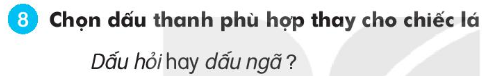 8 Chọn dấu thanh phù hợp thay cho chiếc lá
Dấu hỏi hay dấu ngã?